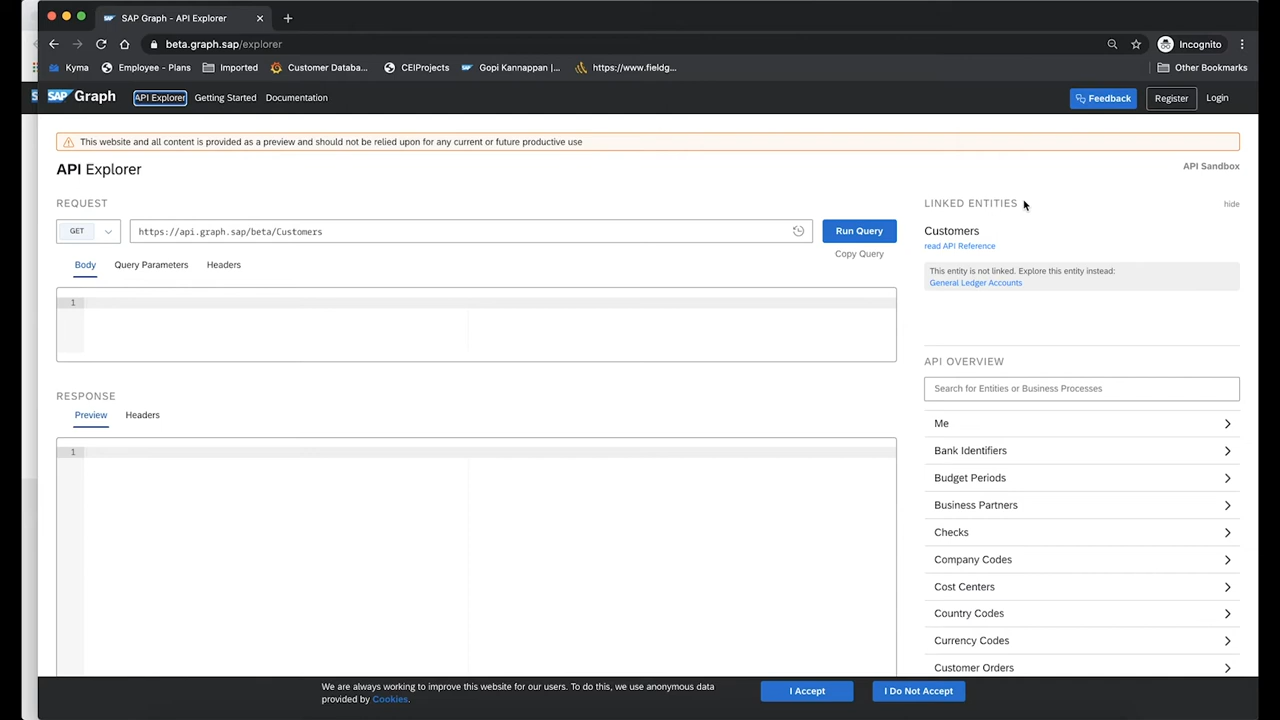 SAP Graph - API Explorer
beta.graph.sap/explorer
Incognito
Kyma
Employee - Plans
Imported
Customer Databa...
CEIProjects
Gopi Kannappan |...
https://www.fieldg...
Other Bookmarks
SAP Graph
API Explorer
Getting Started
Documentation
Feedback
Register
Login
This website and all content is provided as a preview and should not be relied upon for any current or future productive use
API Explorer
API Sandbox
REQUEST
GET
https://api.graph.sap/beta/Customers
Run Query
Copy Query
Body
Query Parameters
Headers
1
RESPONSE
Preview
Headers
1
LINKED ENTITIES
hide
Customers
read API Reference
This entity is not linked. Explore this entity instead:
General Ledger Accounts
API OVERVIEW
Search for Entities or Business Processes
Me
Bank Identifiers
Budget Periods
Business Partners
Checks
Company Codes
Cost Centers
Country Codes
Currency Codes
Customer Orders
We are always working to improve this website for our users. To do this, we use anonymous data
provided by Cookies.
I Accept
I Do Not Accept